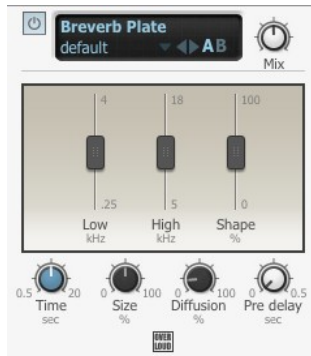 Breverb Plate
default
A B
Mix
4 18 100
.25 5 0
Low High Shape
kHz kHz %
0.5 20 0 100 0 100 0 0.5
Time Size Diffusion Pre delay
sec % % sec
OVER
LOUD